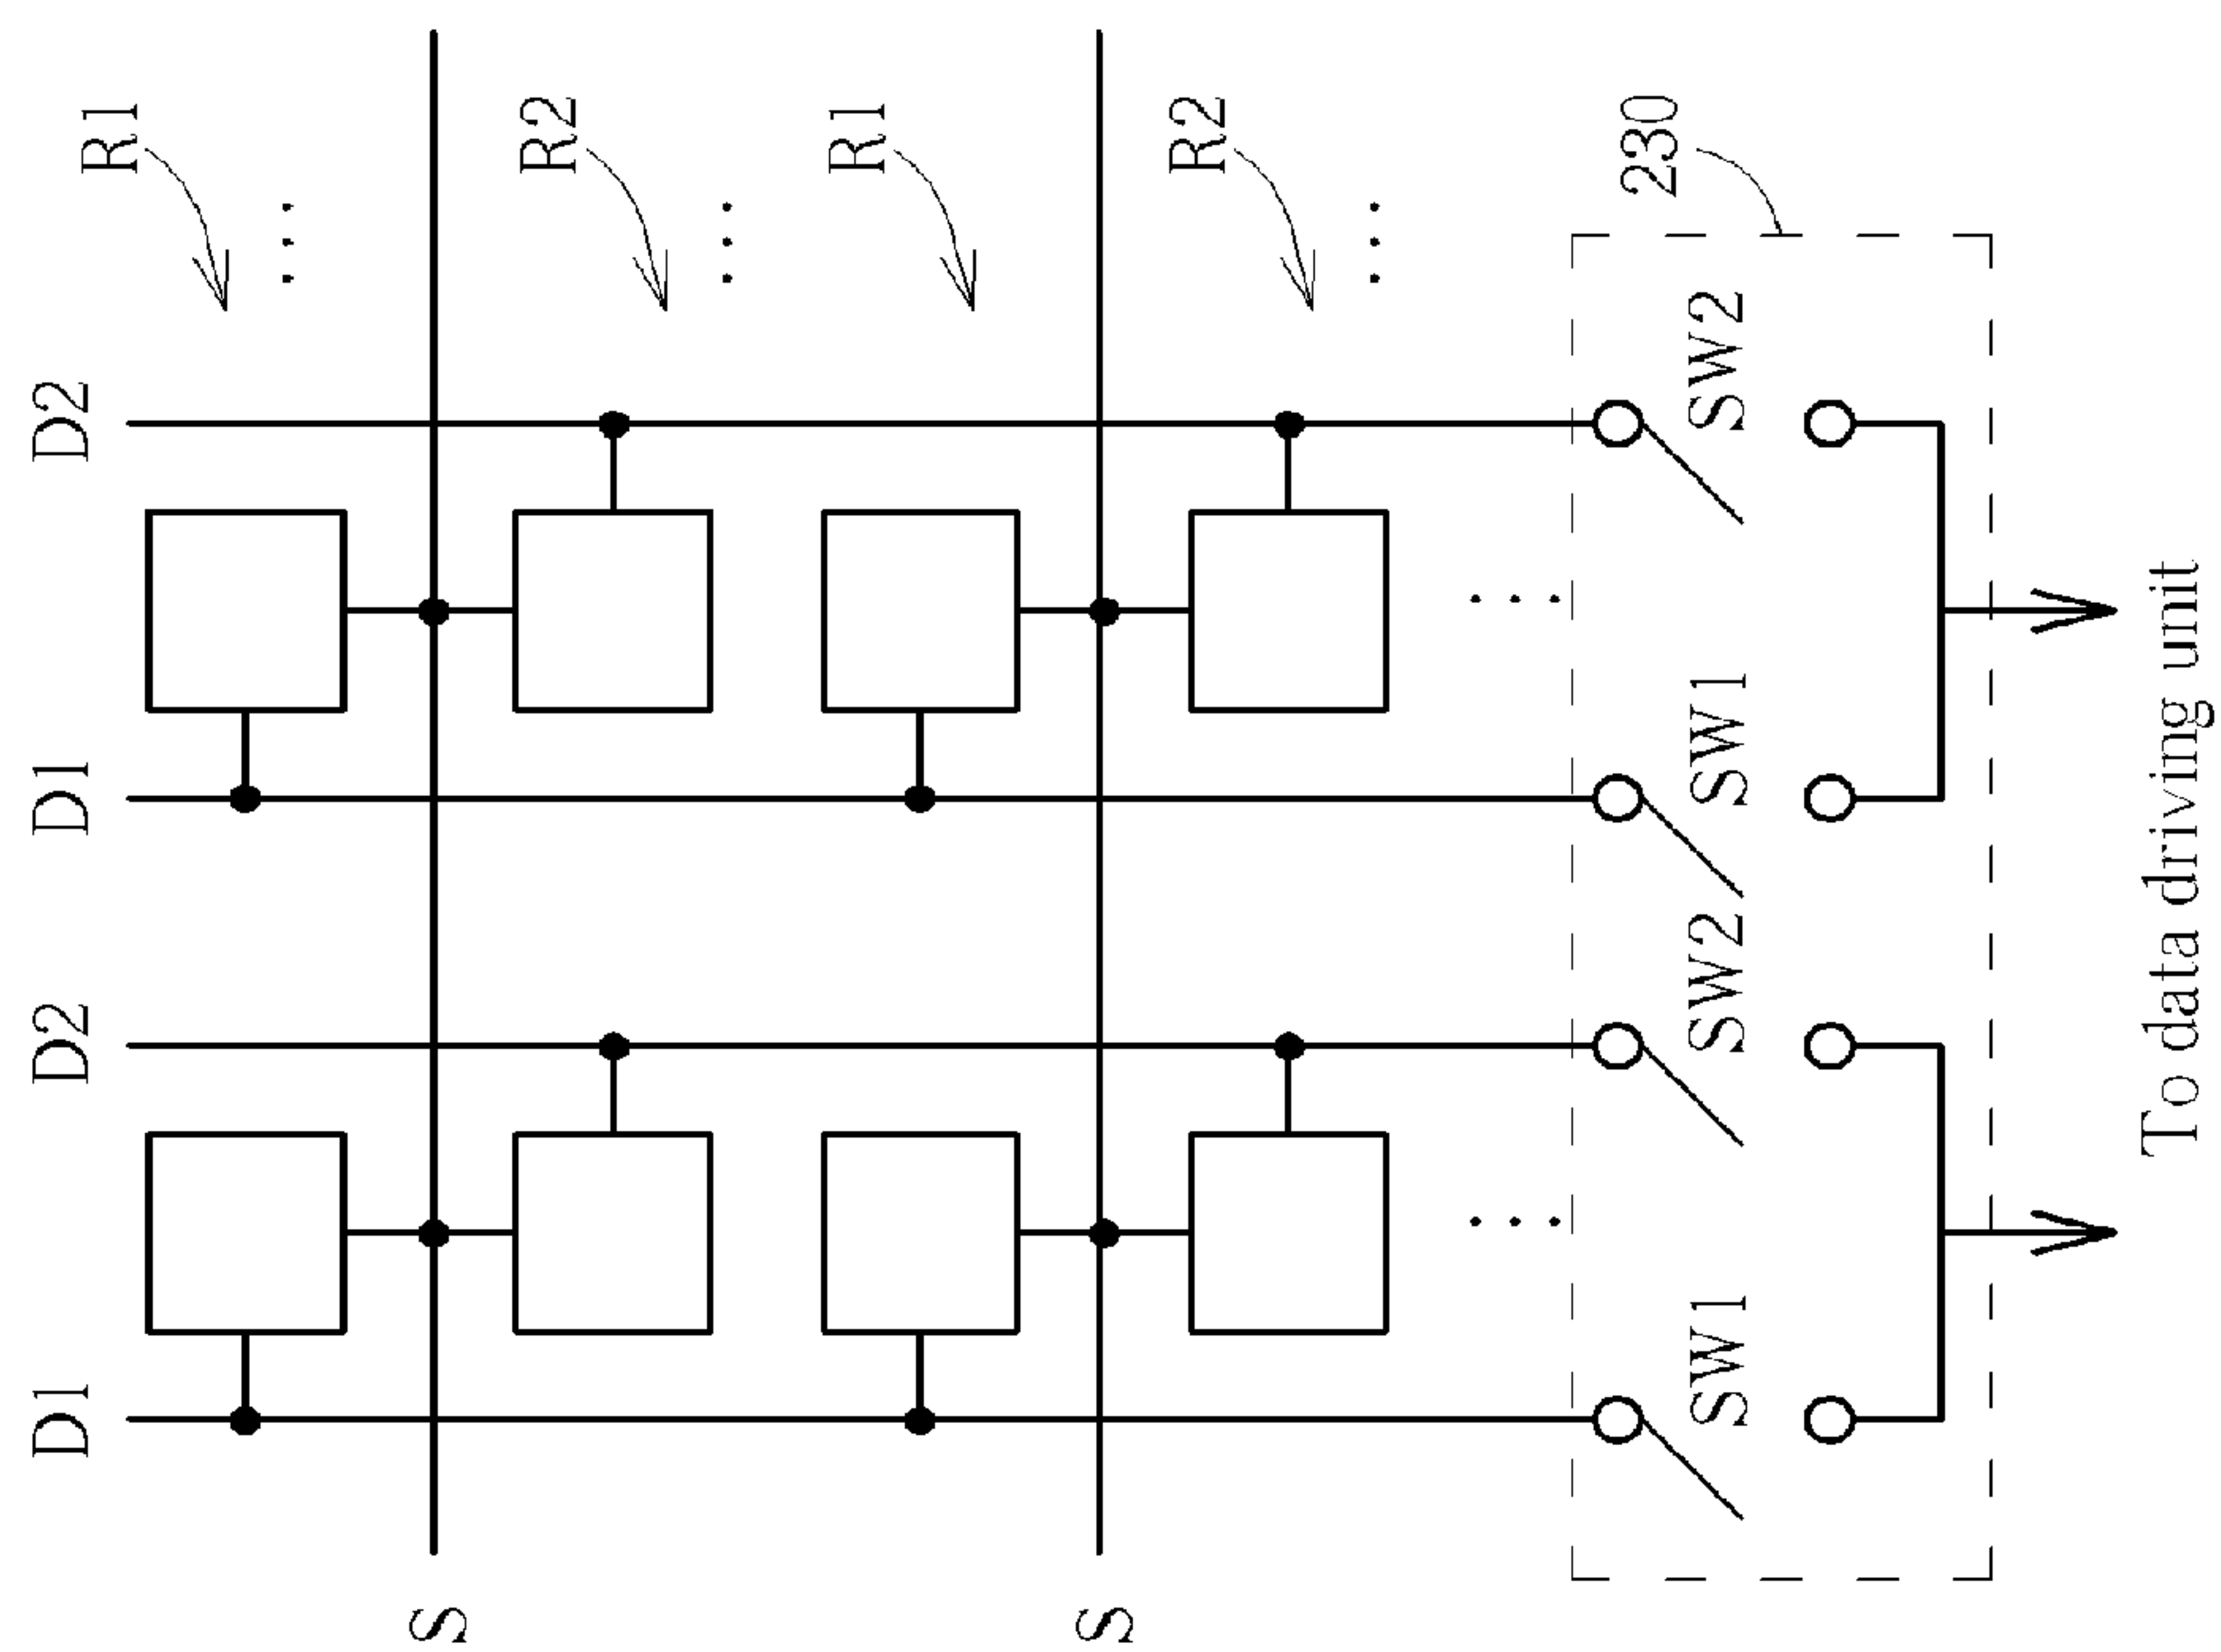 D1 D2 D1 D2
R1
S
R2
R1
S
R2
230
SW1 SW2 SW1 SW2
To data driving unit